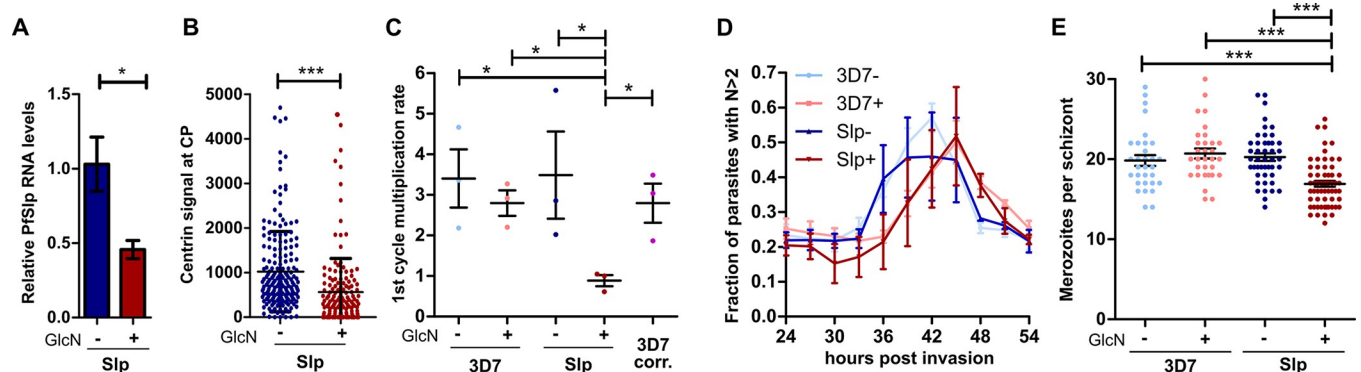 A
Relative PfSlp RNA levels
1.5
1.0
0.5
0.0
*
GlcN - +
Slp
B
Centrin signal at CP
5000
4000
3000
2000
1000
0
***
GlcN - +
Slp
C
1st cycle multiplication rate
6
5
4
3
2
1
0
*
*
*
*
GlcN - + - +
3D7 Slp 3D7 corr.
D
Fraction of parasites with N>2
0.7
0.6
0.5
0.4
0.3
0.2
0.1
0.0
3D7-
3D7+
Slp-
Slp+
24 30 36 42 48 54
hours post invasion
E
Merozoites per schizont
30
20
10
0
***
***
***
GlcN - + - +
3D7 Slp